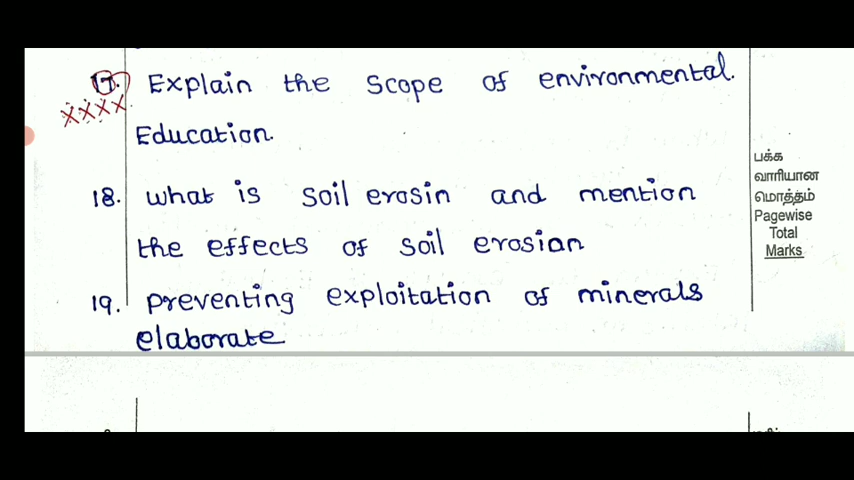 17. Explain the scope of environmental.
xxxx
Education.
18. what is soil erosin and mention
the effects of soil erosian
19. preventing exploitation of minerals
elaborate
பக்க
வாரியான
மொத்தம்
Pagewise
Total
Marks